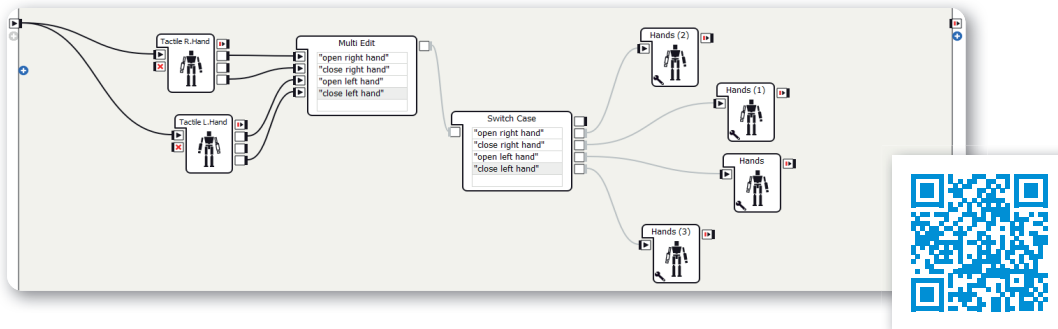 Tactile R.Hand
Tactile L.Hand
Multi Edit
"open right hand"
"close right hand"
"open left hand"
"close left hand"
Switch Case
"open right hand"
"close right hand"
"open left hand"
"close left hand"
Hands (2)
Hands (1)
Hands
Hands (3)